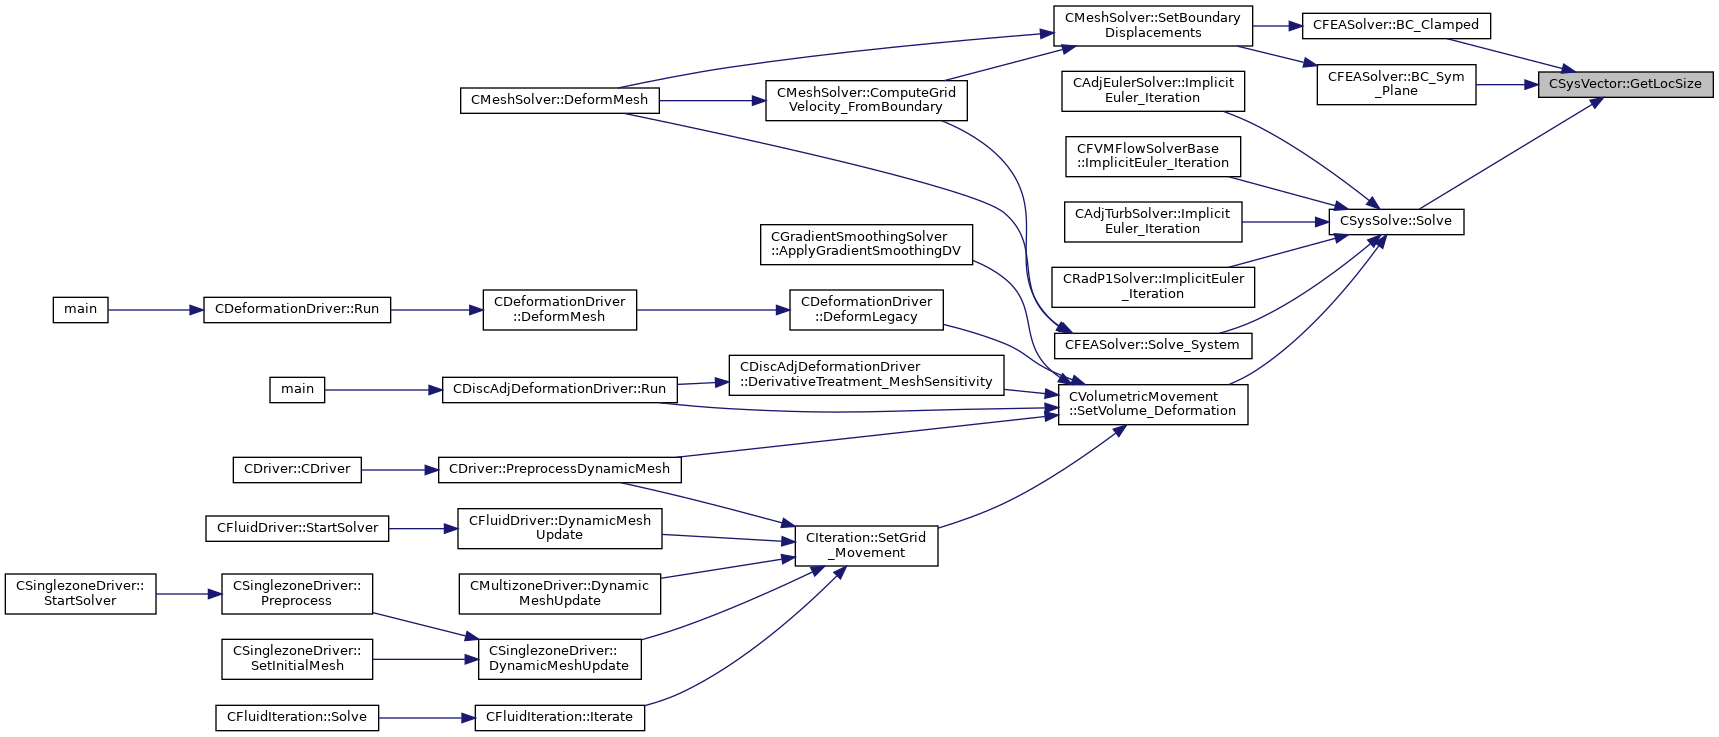 CMeshSolver::SetBoundary
Displacements
CFEASolver::BC_Clamped
CAdjEulerSolver::Implicit
Euler_Iteration
CFEASolver::BC_Sym
_Plane
CSysVector::GetLocSize
CMeshSolver::DeformMesh
CMeshSolver::ComputeGrid
Velocity_FromBoundary
CFVMFlowSolverBase
::ImplicitEuler_Iteration
CAdjTurbSolver::Implicit
Euler_Iteration
CSysSolve::Solve
CGradientSmoothingSolver
::ApplyGradientSmoothingDV
CRadP1Solver::ImplicitEuler
_Iteration
main
CDeformationDriver::Run
CDeformationDriver
::DeformMesh
CDeformationDriver
::DeformLegacy
CFEASolver::Solve_System
main
CDiscAdjDeformationDriver::Run
CDiscAdjDeformationDriver
::DerivativeTreatment_MeshSensitivity
CVolumetricMovement
::SetVolume_Deformation
CDriver::CDriver
CDriver::PreprocessDynamicMesh
CFluidDriver::StartSolver
CFluidDriver::DynamicMesh
Update
CIteration::SetGrid
_Movement
CSinglezoneDriver::
StartSolver
CSinglezoneDriver::
Preprocess
CMultizoneDriver::Dynamic
MeshUpdate
CSinglezoneDriver::
SetInitialMesh
CSinglezoneDriver::
DynamicMeshUpdate
CFluidIteration::Solve
CFluidIteration::Iterate